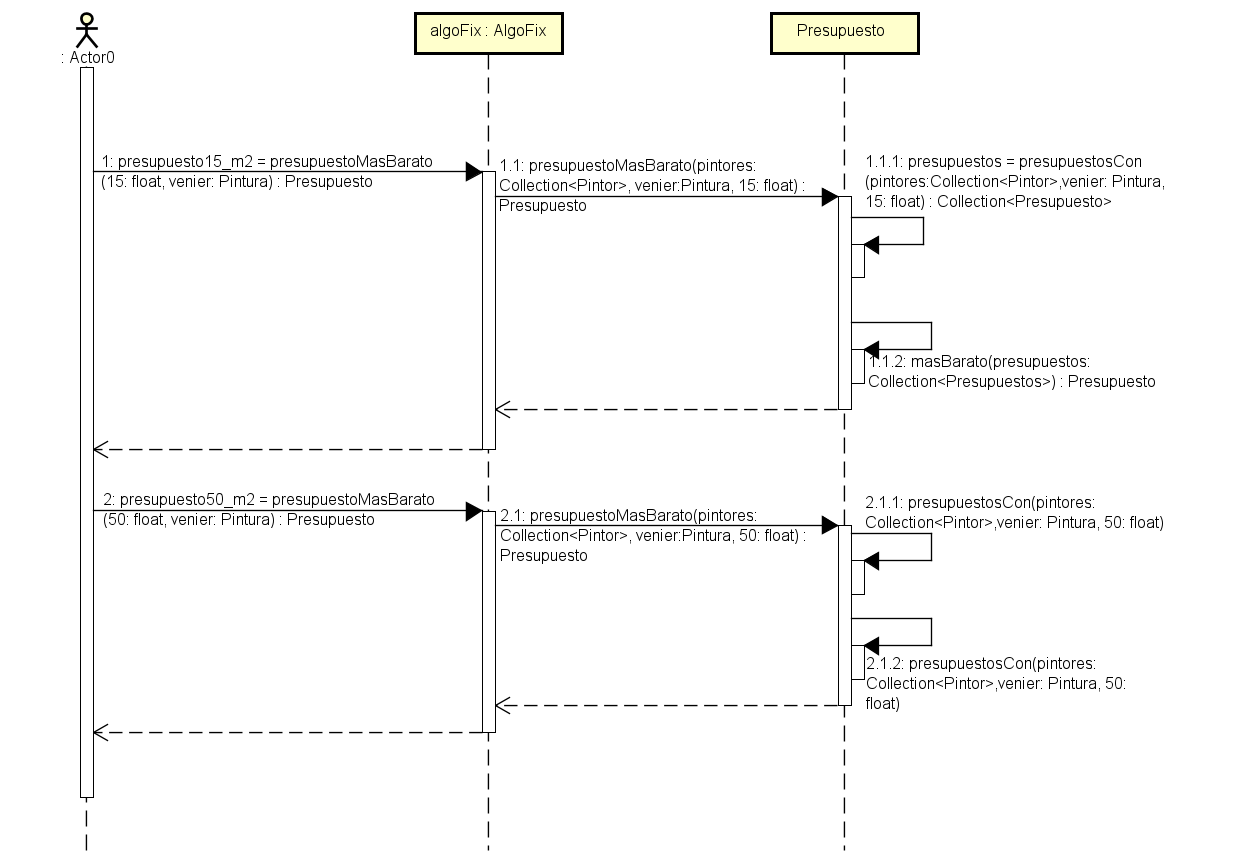 : Actor0
algoFix : AlgoFix
Presupuesto
1: presupuesto15_m2 = presupuestoMasBarato
(15: float, venier: Pintura) : Presupuesto
1.1: presupuestoMasBarato(pintores:
Collection<Pintor>, venier:Pintura, 15: float) :
Presupuesto
1.1.1: presupuestos = presupuestosCon
(pintores:Collection<Pintor>,venier: Pintura,
15: float) : Collection<Presupuesto>
1.1.2: masBarato(presupuestos:
Collection<Presupuestos>) : Presupuesto
2: presupuesto50_m2 = presupuestoMasBarato
(50: float, venier: Pintura) : Presupuesto
2.1: presupuestoMasBarato(pintores:
Collection<Pintor>, venier:Pintura, 50: float) :
Presupuesto
2.1.1: presupuestosCon(pintores:
Collection<Pintor>,venier: Pintura, 50: float)
2.1.2: presupuestosCon(pintores:
Collection<Pintor>,venier: Pintura, 50:
float)